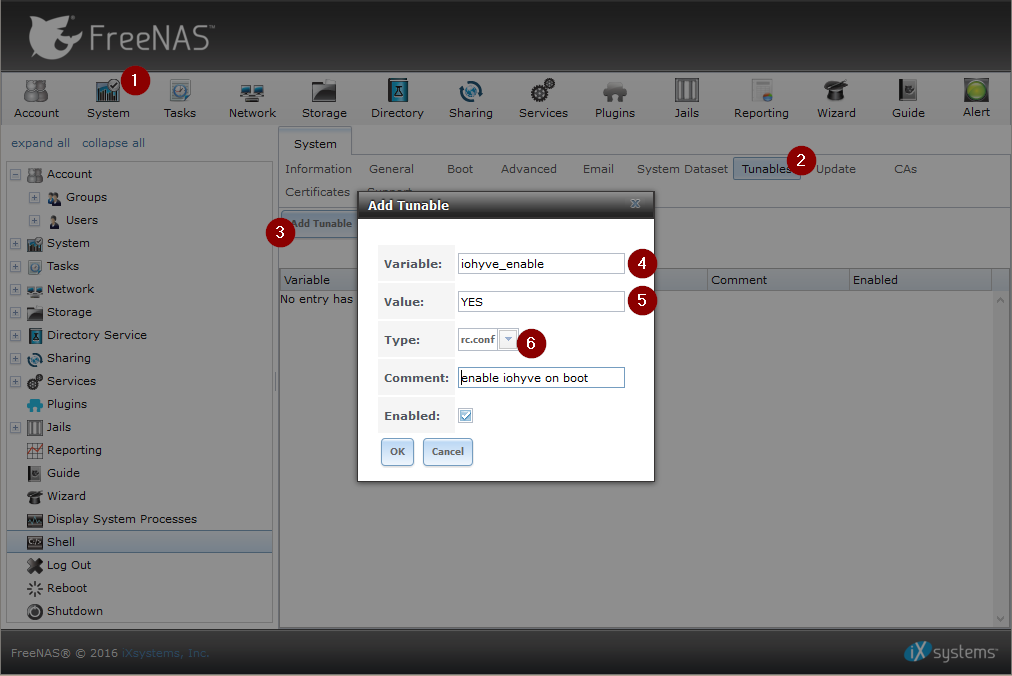 FreeNAS™
1
Account System Tasks Network Storage Directory Sharing Services Plugins Jails Reporting Wizard Guide Alert
expand all collapse all
System
Information General Boot Advanced Email System Dataset Tunables 2 Update CAs
Certificates Support
Add Tunable
3
Variable Comment Enabled
No entry has
Account
Groups
Users
System
Tasks
Network
Storage
Directory Service
Sharing
Services
Plugins
Jails
Reporting
Guide
Wizard
Display System Processes
Shell
Log Out
Reboot
Shutdown
Add Tunable
Variable: iohyve_enable 4
Value: YES 5
Type: rc.conf 6
Comment: enable iohyve on boot
Enabled:
OK Cancel
FreeNAS® © 2016 iXsystems, Inc.
iXsystems™